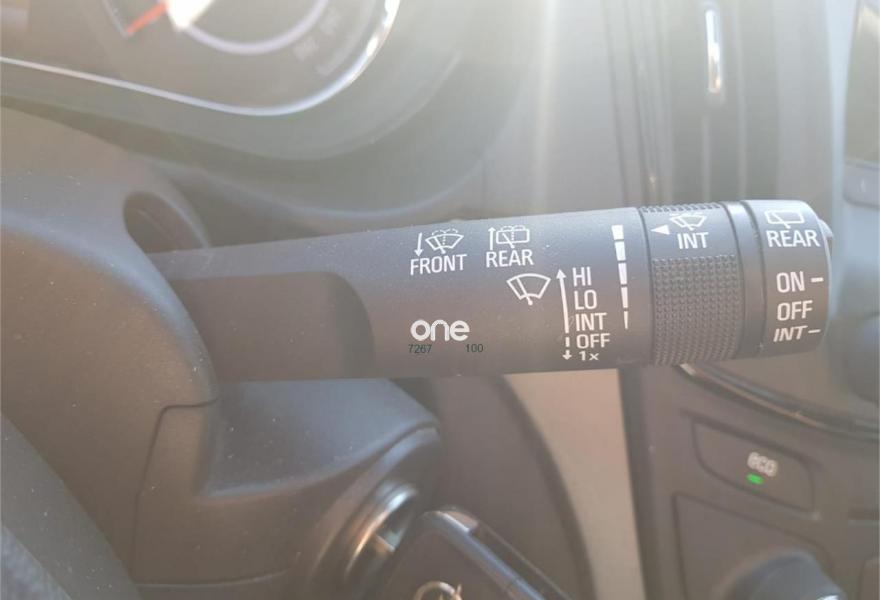 FRONT
REAR
HI
LO
INT
OFF
1x
INT
REAR
ON
OFF
INT
one
7267 100
eco